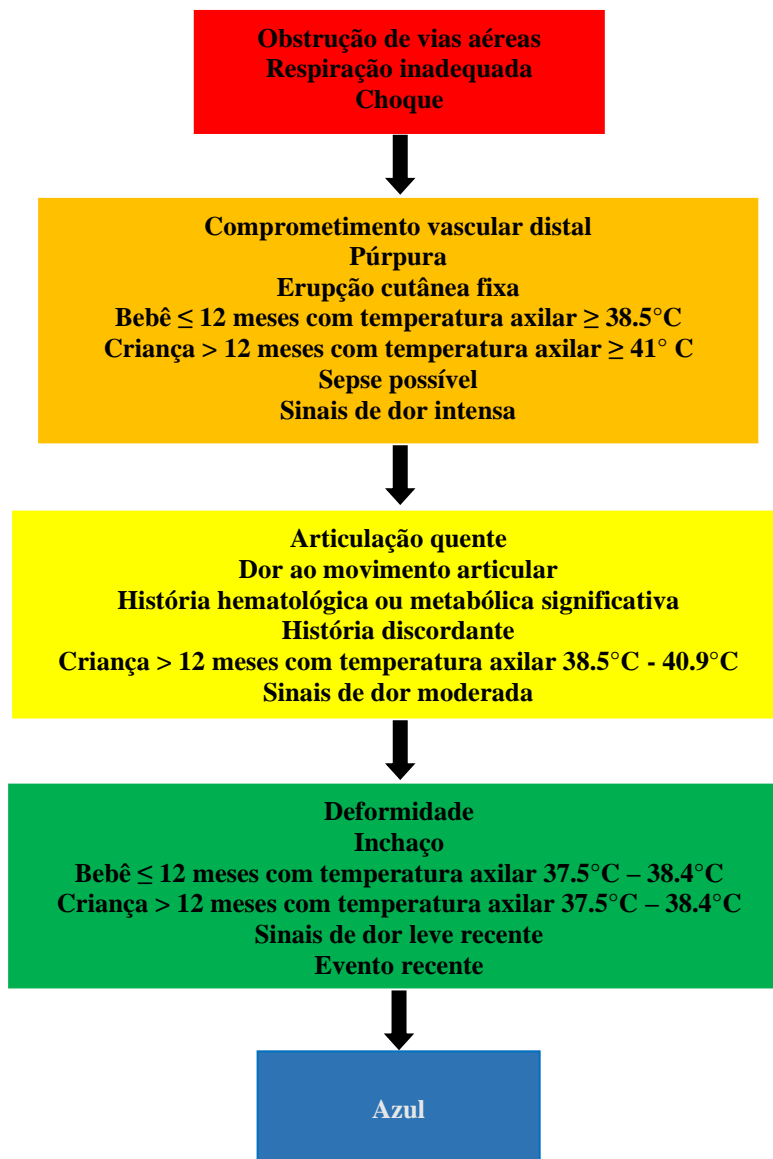 Obstrução de vias aéreas
Respiração inadequada
Choque
Comprometimento vascular distal
Púrpura
Erupção cutânea fixa
Bebê ≤ 12 meses com temperatura axilar ≥ 38.5°C
Criança > 12 meses com temperatura axilar ≥ 41° C
Sepse possível
Sinais de dor intensa
Articulação quente
Dor ao movimento articular
História hematológica ou metabólica significativa
História discordante
Criança > 12 meses com temperatura axilar 38.5°C - 40.9°C
Sinais de dor moderada
Deformidade
Inchaço
Bebê ≤ 12 meses com temperatura axilar 37.5°C – 38.4°C
Criança > 12 meses com temperatura axilar 37.5°C – 38.4°C
Sinais de dor leve recente
Evento recente
Azul